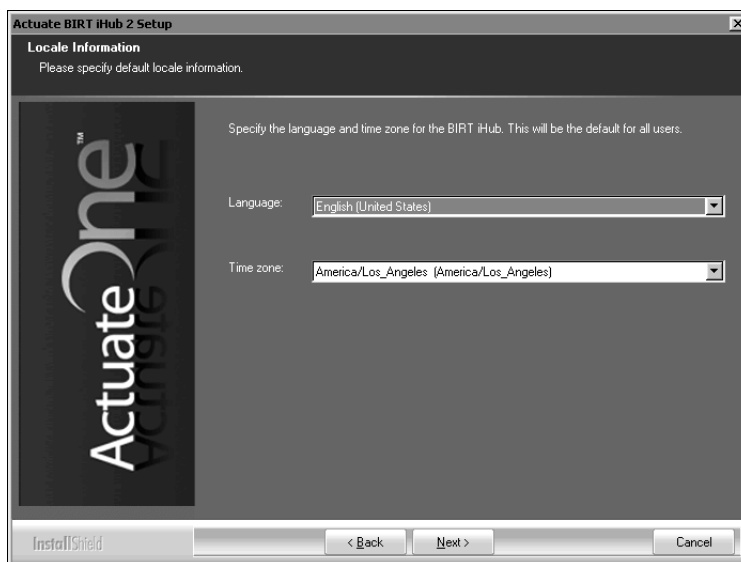 Actuate BIRT iHub 2 Setup
Locale Information
Please specify default locale information.
Specify the language and time zone for the BIRT iHub. This will be the default for all users.
Language:
English (United States)
Time zone:
America/Los_Angeles (America/Los_Angeles)
ActuateOne™
InstallShield
< Back
Next >
Cancel